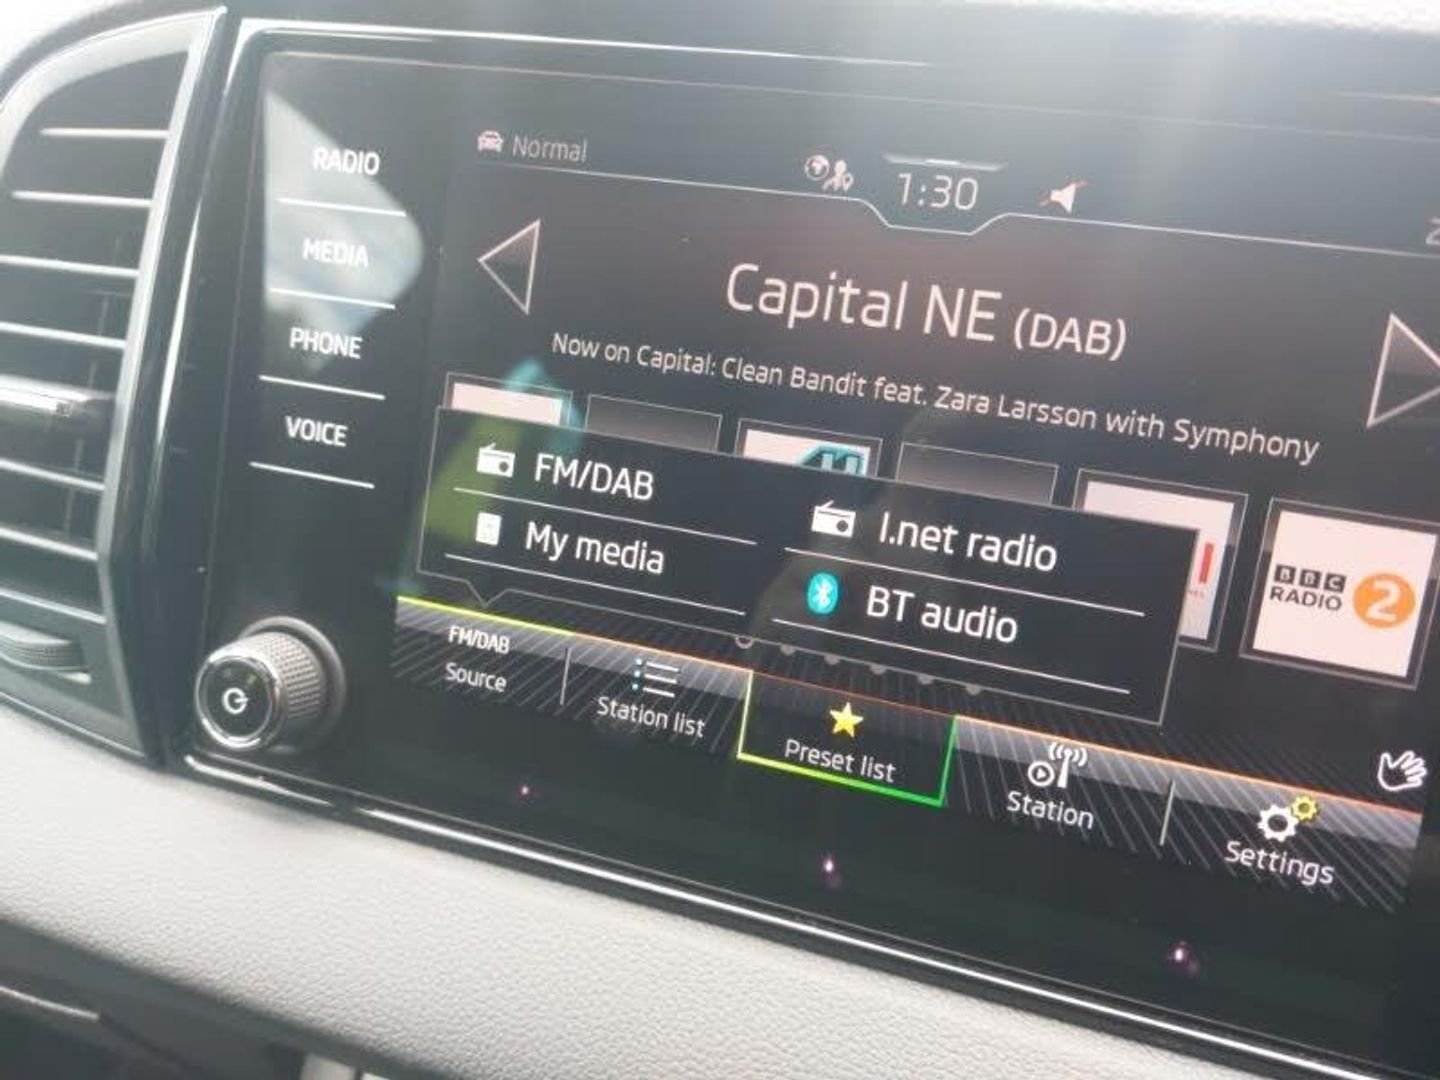 RADIO
MEDIA
PHONE
VOICE
Normal
1:30
Capital NE (DAB)
Now on Capital: Clean Bandit feat. Zara Larsson with Symphony
FM/DAB
I.net radio
My media
BT audio
BBC
RADIO 2
FM/DAB
Source
Station list
Preset list
Station
Settings